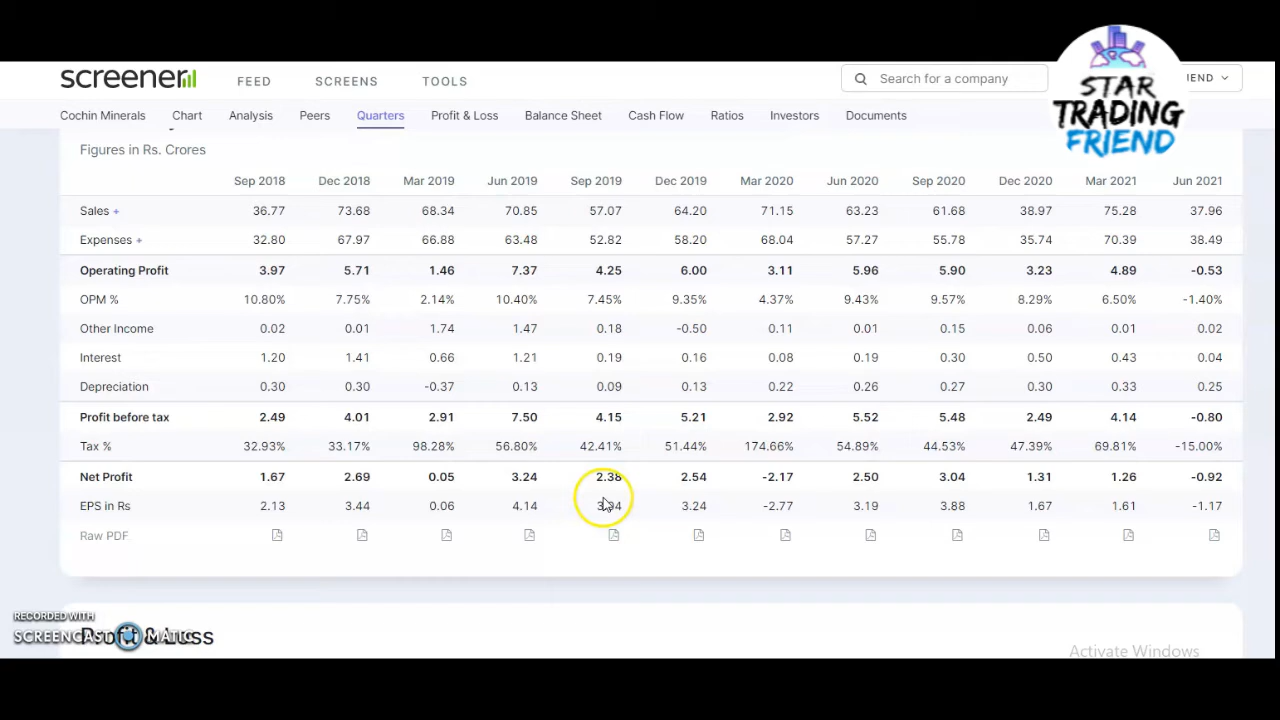 screener FEED SCREENS TOOLS Search for a company IEND
STAR
TRADING
FRIEND
Cochin Minerals Chart Analysis Peers Quarters Profit & Loss Balance Sheet Cash Flow Ratios Investors Documents
Figures in Rs. Crores
Sep 2018 Dec 2018 Mar 2019 Jun 2019 Sep 2019 Dec 2019 Mar 2020 Jun 2020 Sep 2020 Dec 2020 Mar 2021 Jun 2021
Sales + 36.77 73.68 68.34 70.85 57.07 64.20 71.15 63.23 61.68 38.97 75.28 37.96
Expenses + 32.80 67.97 66.88 63.48 52.82 58.20 68.04 57.27 55.78 35.74 70.39 38.49
Operating Profit 3.97 5.71 1.46 7.37 4.25 6.00 3.11 5.96 5.90 3.23 4.89 -0.53
OPM % 10.80% 7.75% 2.14% 10.40% 7.45% 9.35% 4.37% 9.43% 9.57% 8.29% 6.50% -1.40%
Other Income 0.02 0.01 1.74 1.47 0.18 -0.50 0.11 0.01 0.15 0.06 0.01 0.02
Interest 1.20 1.41 0.66 1.21 0.19 0.16 0.08 0.19 0.30 0.50 0.43 0.04
Depreciation 0.30 0.30 -0.37 0.13 0.09 0.13 0.22 0.26 0.27 0.30 0.33 0.25
Profit before tax 2.49 4.01 2.91 7.50 4.15 5.21 2.92 5.52 5.48 2.49 4.14 -0.80
Tax % 32.93% 33.17% 98.28% 56.80% 42.41% 51.44% 174.66% 54.89% 44.53% 47.39% 69.81% -15.00%
Net Profit 1.67 2.69 0.05 3.24 2.38 2.54 -2.17 2.50 3.04 1.31 1.26 -0.92
EPS in Rs 2.13 3.44 0.06 4.14 3.24 -2.77 3.19 3.88 1.67 1.61 -1.17
Raw PDF
RECORDED WITH
SCREENCAST MATIC
Profit & Loss
Activate Windows